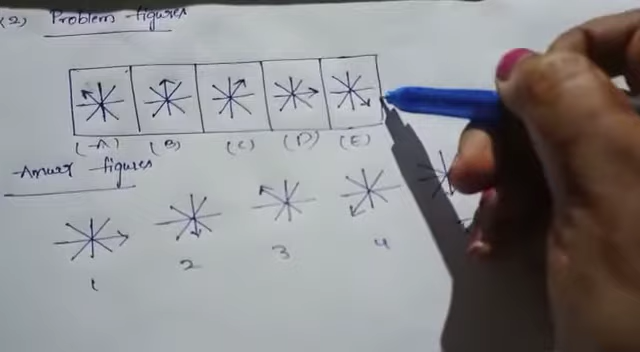 (2) Problem figures
(A) (B) (C) (D) (E)
Answer figures
1 2 3 4